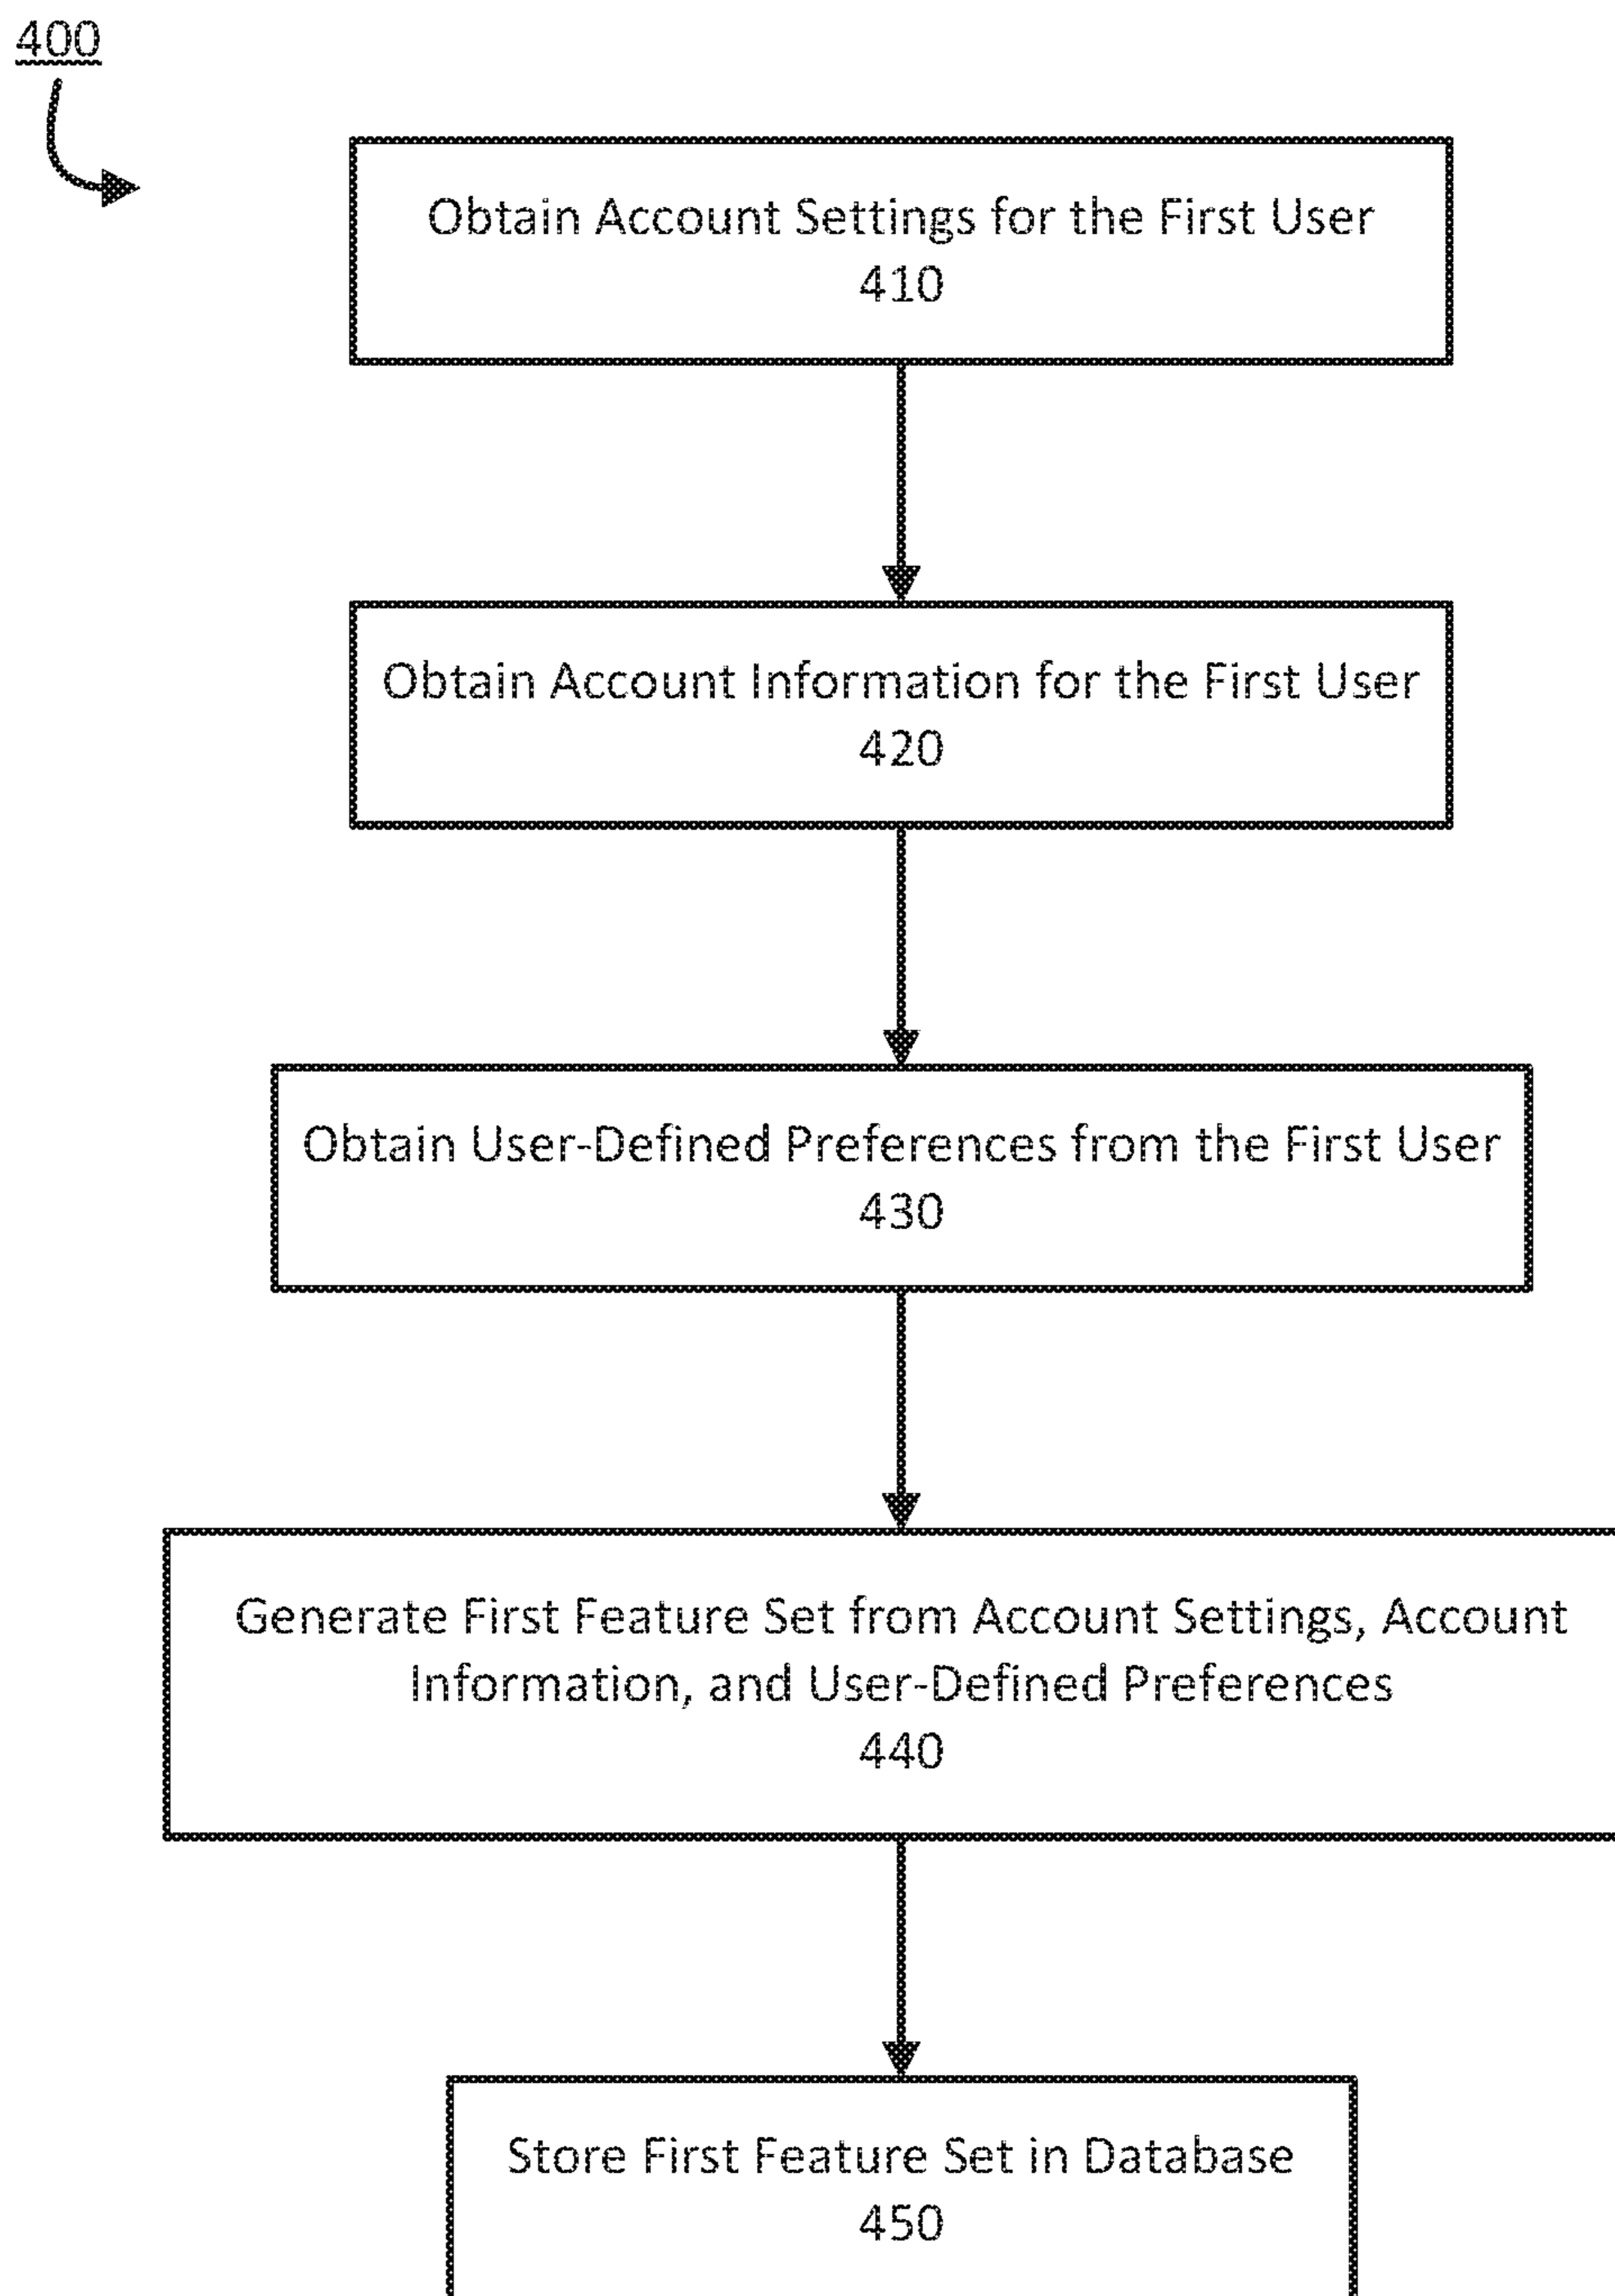 400
Obtain Account Settings for the First User
410
Obtain Account Information for the First User
420
Obtain User-Defined Preferences from the First User
430
Generate First Feature Set from Account Settings, Account
Information, and User-Defined Preferences
440
Store First Feature Set in Database
450